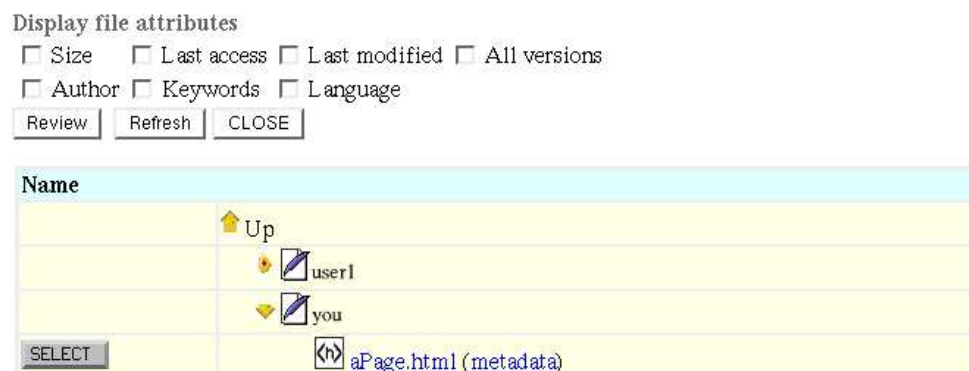 Display file attributes
Size Last access Last modified All versions
Author Keywords Language
Review Refresh CLOSE
Name
Up
user1
you
SELECT <h> aPage.html (metadata)